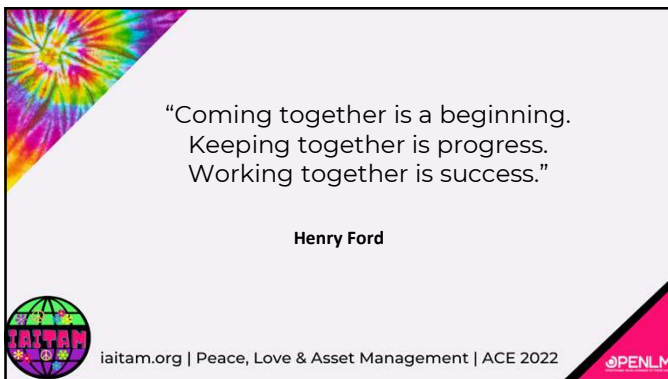 “Coming together is a beginning.
Keeping together is progress.
Working together is success.”
Henry Ford
IAITAM
iaitam.org | Peace, Love & Asset Management | ACE 2022
OPENLM